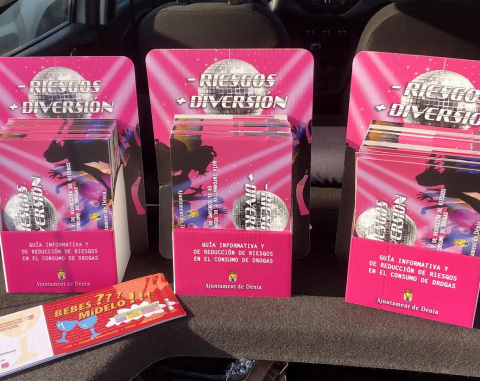 - RIESGOS
+ DIVERSIÓN
GUÍA INFORMATIVA Y
DE REDUCCIÓN DE RIESGOS
EN EL CONSUMO DE DROGAS
Ajuntament de Dénia
- RIESGOS
+ DIVERSIÓN
GUÍA INFORMATIVA Y
DE REDUCCIÓN DE RIESGOS
EN EL CONSUMO DE DROGAS
Ajuntament de Dénia
- RIESGOS
+ DIVERSIÓN
GUÍA INFORMATIVA Y
DE REDUCCIÓN DE RIESGOS
EN EL CONSUMO DE DROGAS
Ajuntament de Dénia
BEBES ???
MiDELO !!!